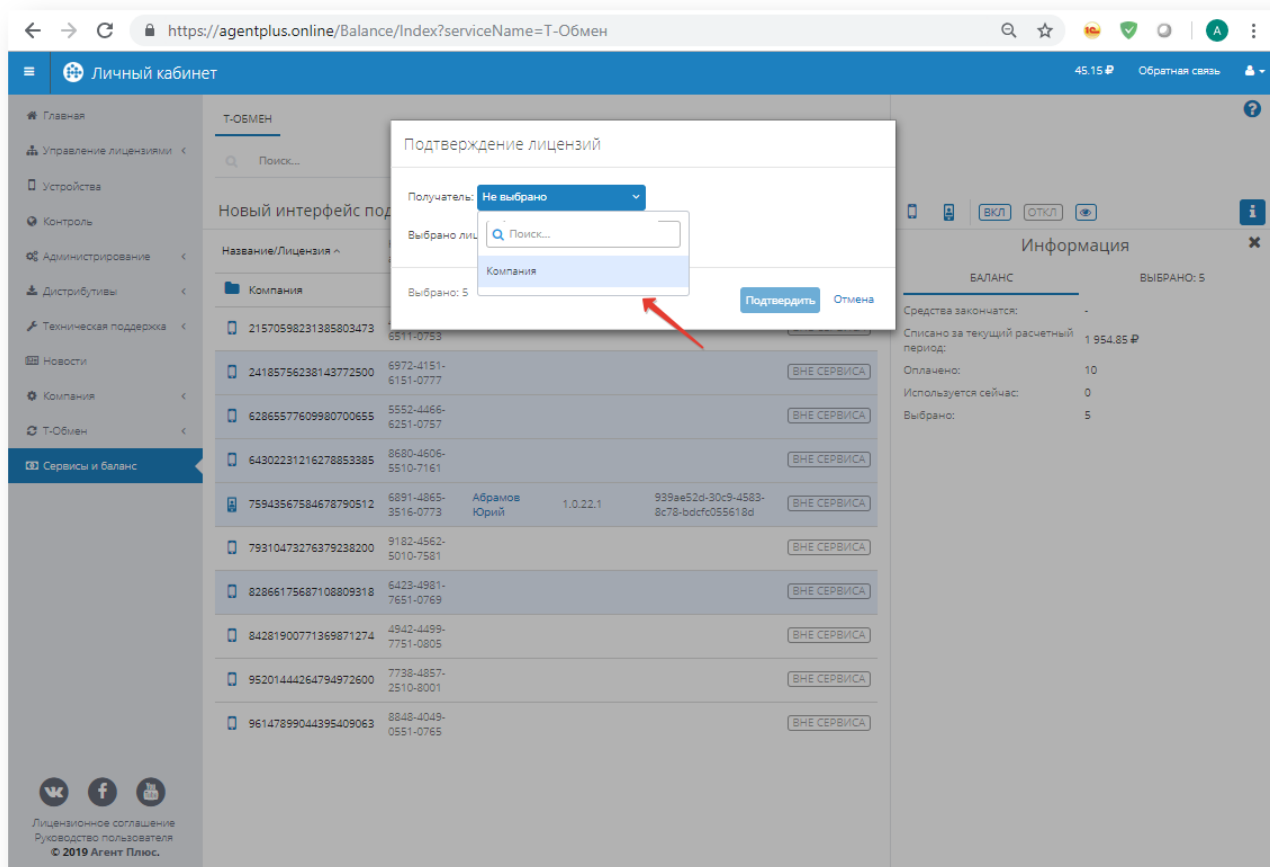 https://agentplus.online/Balance/Index?serviceName=Т-Обмен
A
Личный кабинет
45.15 ₽
Обратная связь
Главная
Управление лицензиями
Устройства
Контроль
Администрирование
Дистрибутивы
Техническая поддержка
Новости
Компания
Т-Обмен
Сервисы и баланс
Т-ОБМЕН
Поиск...
Новый интерфейс под
Название/Лицензия
Компания
21570598231385803473
6511-0753
24185756238143772500
6972-4151-
6151-0777
ВНЕ СЕРВИСА
62865577609980700655
5552-4466-
6251-0757
ВНЕ СЕРВИСА
64302231216278853385
8680-4606-
5510-7161
ВНЕ СЕРВИСА
75943567584678790512
6891-4865-
3516-0773
Абрамов
Юрий
1.0.22.1
939ae52d-30c9-4583-
8c78-bdcfc055618d
ВНЕ СЕРВИСА
79310473276379238200
9182-4562-
5010-7581
ВНЕ СЕРВИСА
82866175687108809318
6423-4981-
7651-0769
ВНЕ СЕРВИСА
84281900771369871274
4942-4499-
7751-0805
ВНЕ СЕРВИСА
95201444264794972600
7738-4857-
2510-8001
ВНЕ СЕРВИСА
96147899044395409063
8848-4049-
0551-0765
ВНЕ СЕРВИСА
Подтверждение лицензий
Получатель:
Не выбрано
Выбрано лиц
Поиск...
Компания
Выбрано: 5
Подтвердить
Отмена
ВКЛ
ОТКЛ
Информация
БАЛАНС
ВЫБРАНО: 5
Средства закончатся:
-
Списано за текущий расчетный
период:
1 954.85 ₽
Оплачено:
10
Используется сейчас:
0
Выбрано:
5
Лицензионное соглашение
Руководство пользователя
© 2019 Агент Плюс.